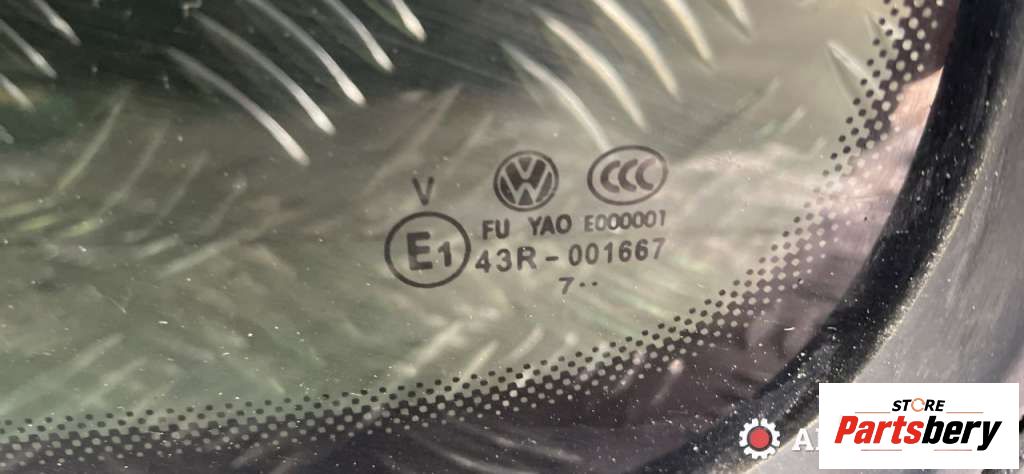 V
CCC
FU YAO E000001
E1
43R-001667
7··
STORE
Partsbery